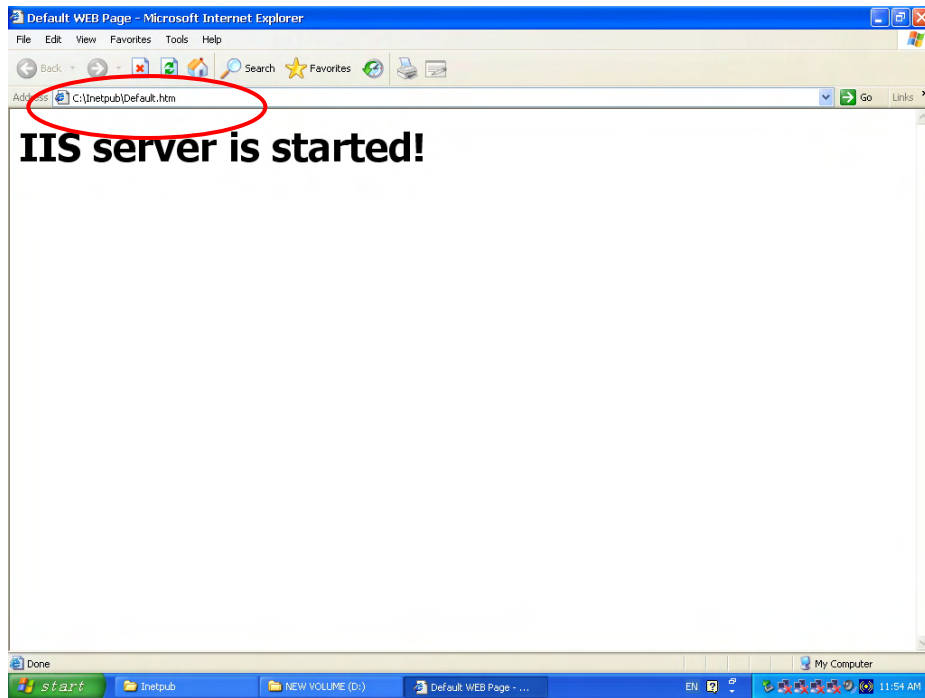 Default WEB Page - Microsoft Internet Explorer
File Edit View Favorites Tools Help
Back Search Favorites
Address C:\Inetpub\Default.htm Go Links
IIS server is started!
Done My Computer
start Inetpub NEW VOLUME (D:) Default WEB Page - ... EN 11:54 AM